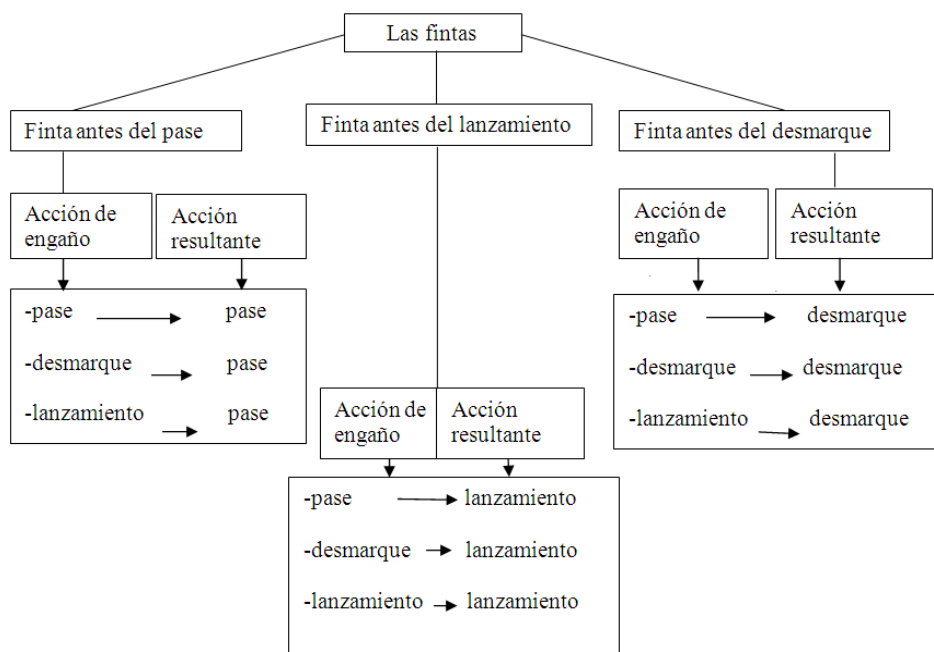 Las fintas
Finta antes del pase
Finta antes del lanzamiento
Finta antes del desmarque
Acción de
engaño
Acción
resultante
-pase pase
-desmarque pase
-lanzamiento pase
Acción de
engaño
Acción
resultante
-pase lanzamiento
-desmarque lanzamiento
-lanzamiento lanzamiento
Acción de
engaño
Acción
resultante
-pase desmarque
-desmarque desmarque
-lanzamiento desmarque